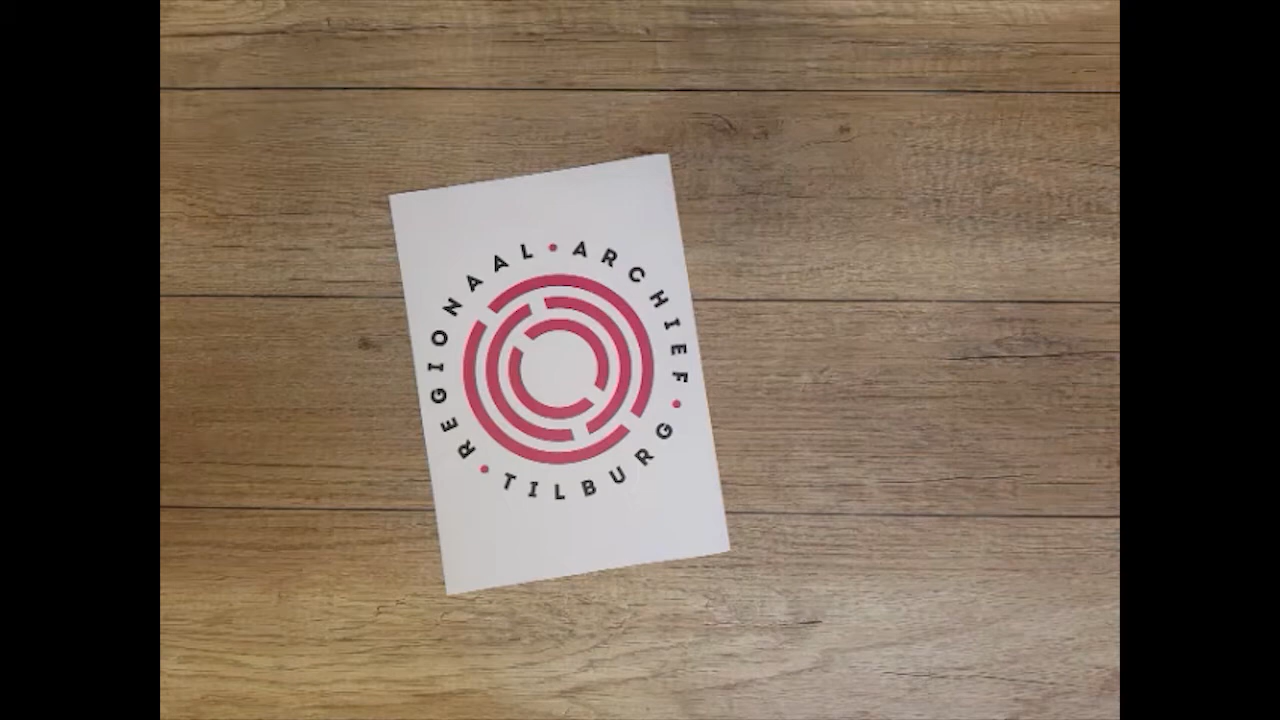 REGIONAAL • ARCHIEF • TILBURG •